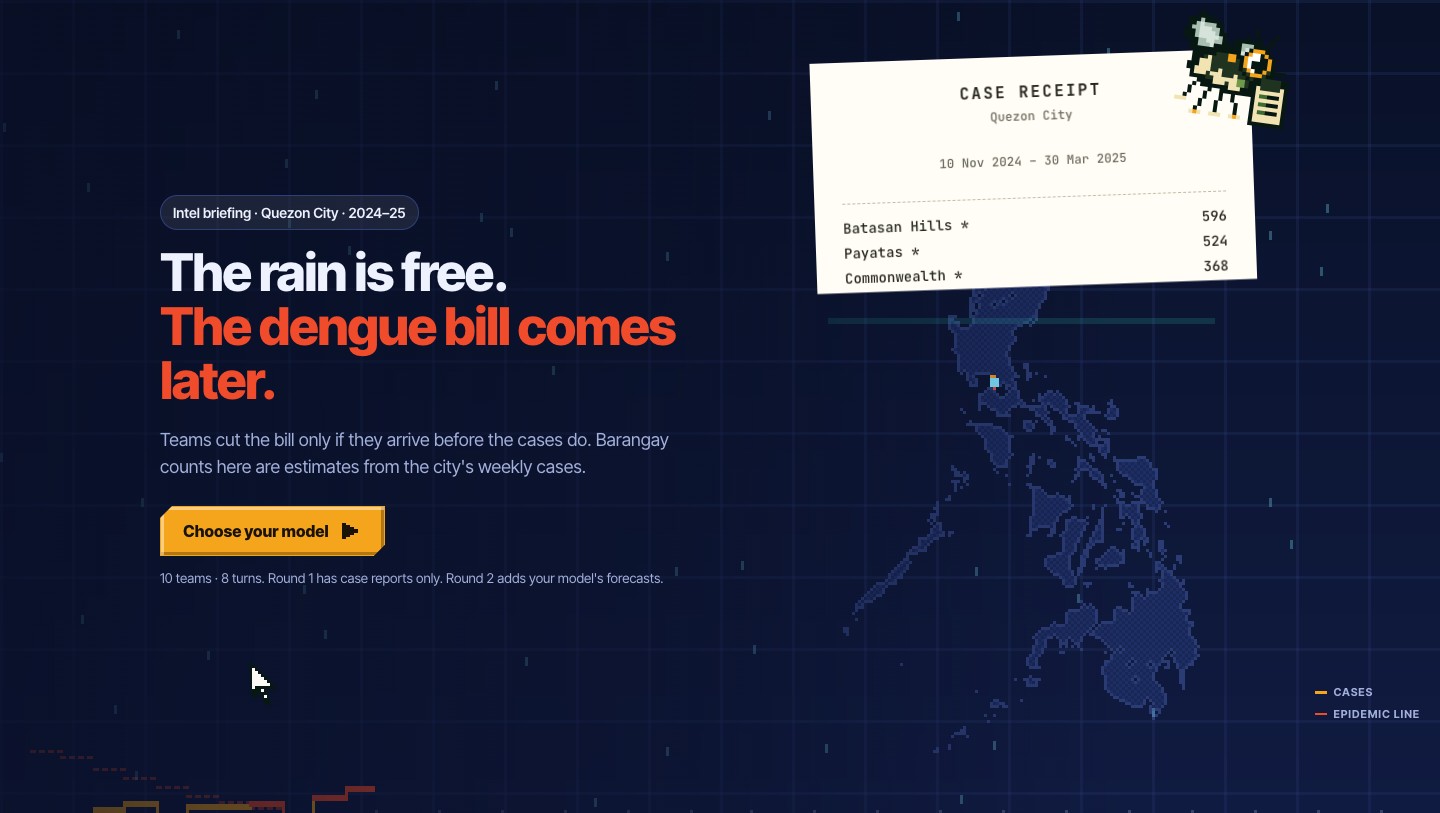 Intel briefing · Quezon City · 2024–25
The rain is free.
The dengue bill comes
later.
Teams cut the bill only if they arrive before the cases do. Barangay
counts here are estimates from the city's weekly cases.
Choose your model
10 teams · 8 turns. Round 1 has case reports only. Round 2 adds your model's forecasts.
CASE RECEIPT
Quezon City
10 Nov 2024 – 30 Mar 2025
Batasan Hills * 596
Payatas * 524
Commonwealth * 368
CASES
EPIDEMIC LINE